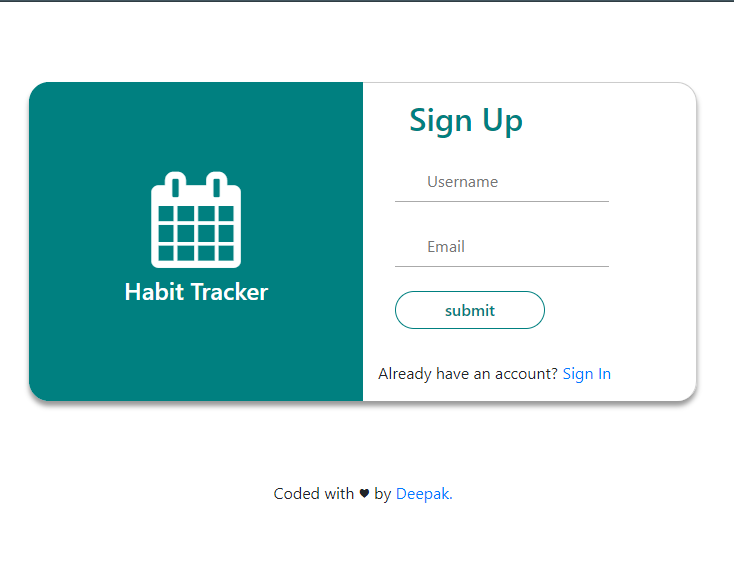 Habit Tracker
Sign Up
Username
Email
submit
Already have an account? Sign In
Coded with ♥ by Deepak.